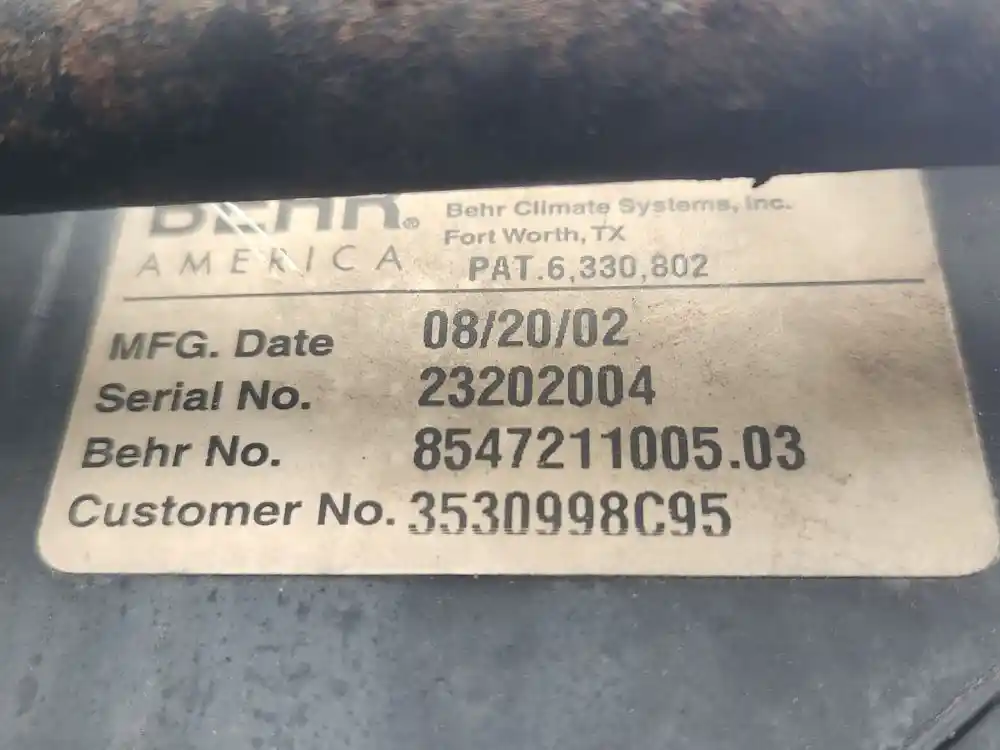 BEHR® Behr Climate Systems, Inc.
Fort Worth, TX
AMERICA PAT.6,330,802
MFG. Date 08/20/02
Serial No. 23202004
Behr No. 8547211005.03
Customer No. 3530998C95